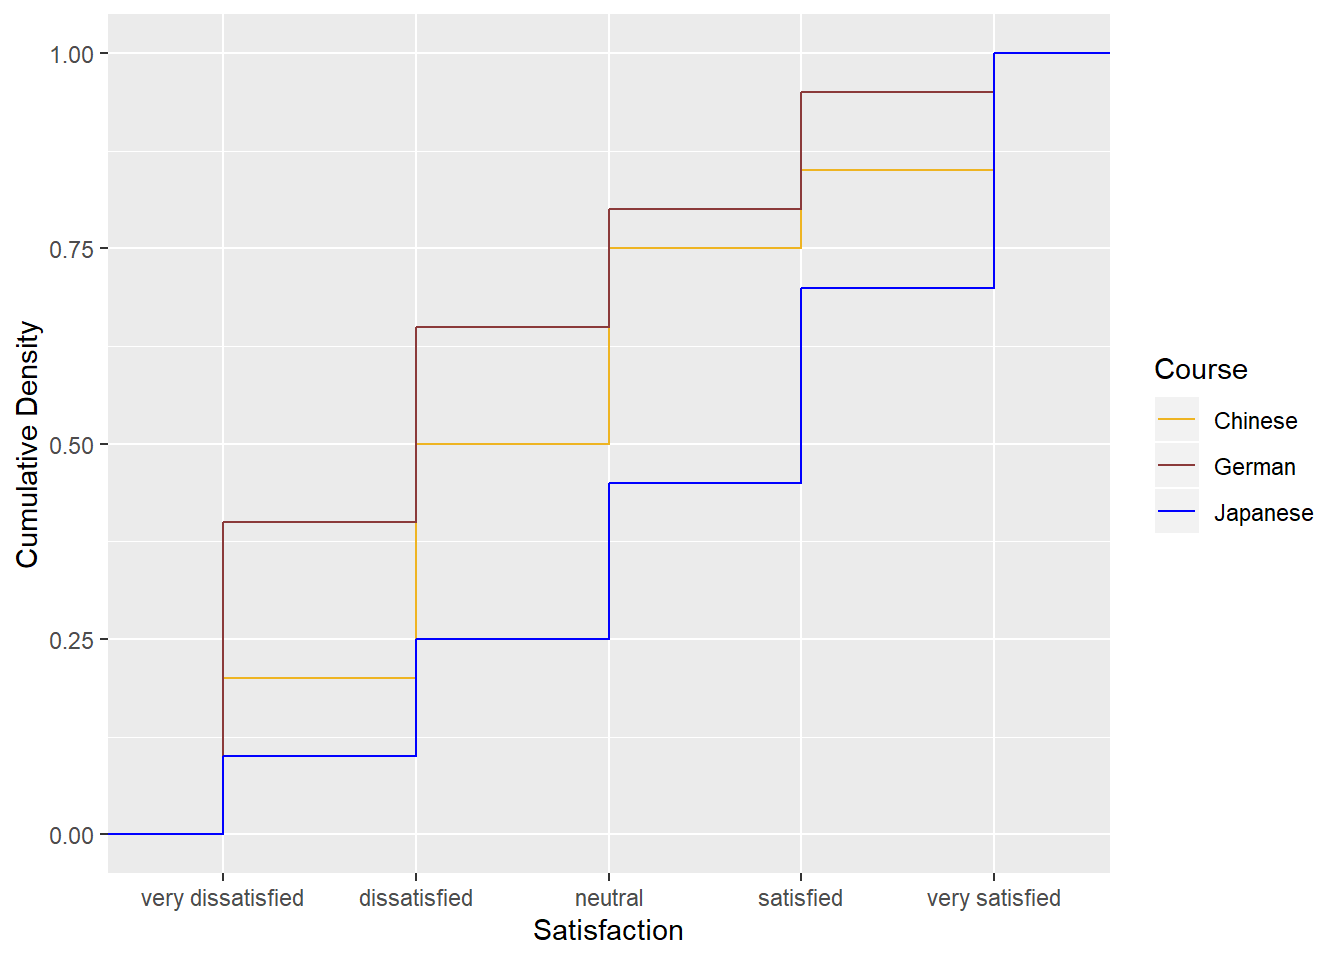 1.00
0.75
0.50
0.25
0.00
Cumulative Density
very dissatisfied
dissatisfied
neutral
satisfied
very satisfied
Satisfaction
Course
Chinese
German
Japanese